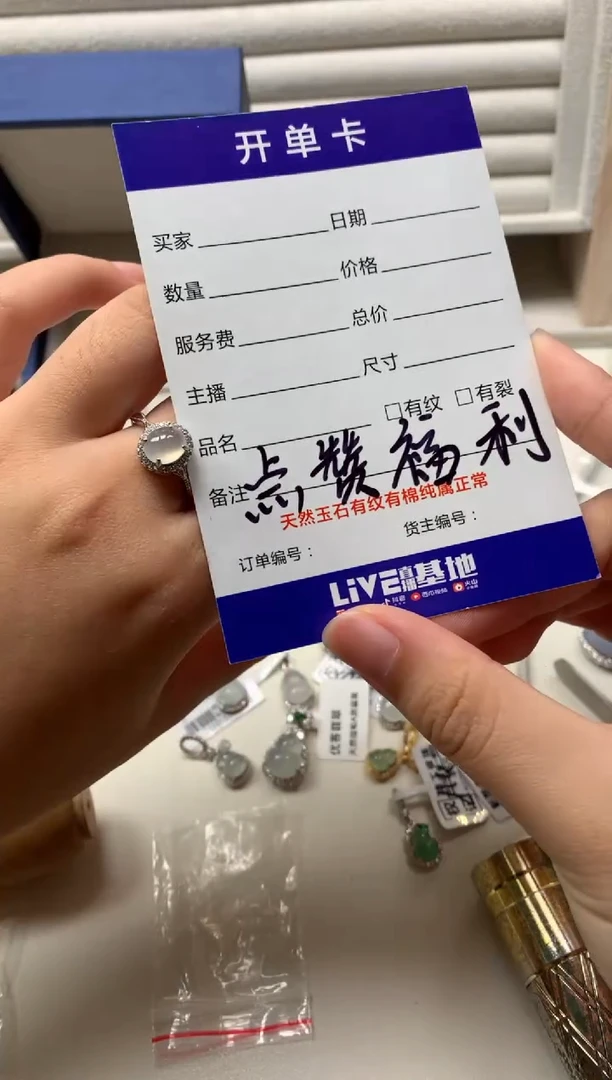 开单卡
买家 日期
数量 价格
服务费 总价
主播 尺寸
品名 □有纹 □有裂
备注 点赞福利
天然玉石有纹有棉纯属正常
订单编号： 货主编号：
LiVE直播基地